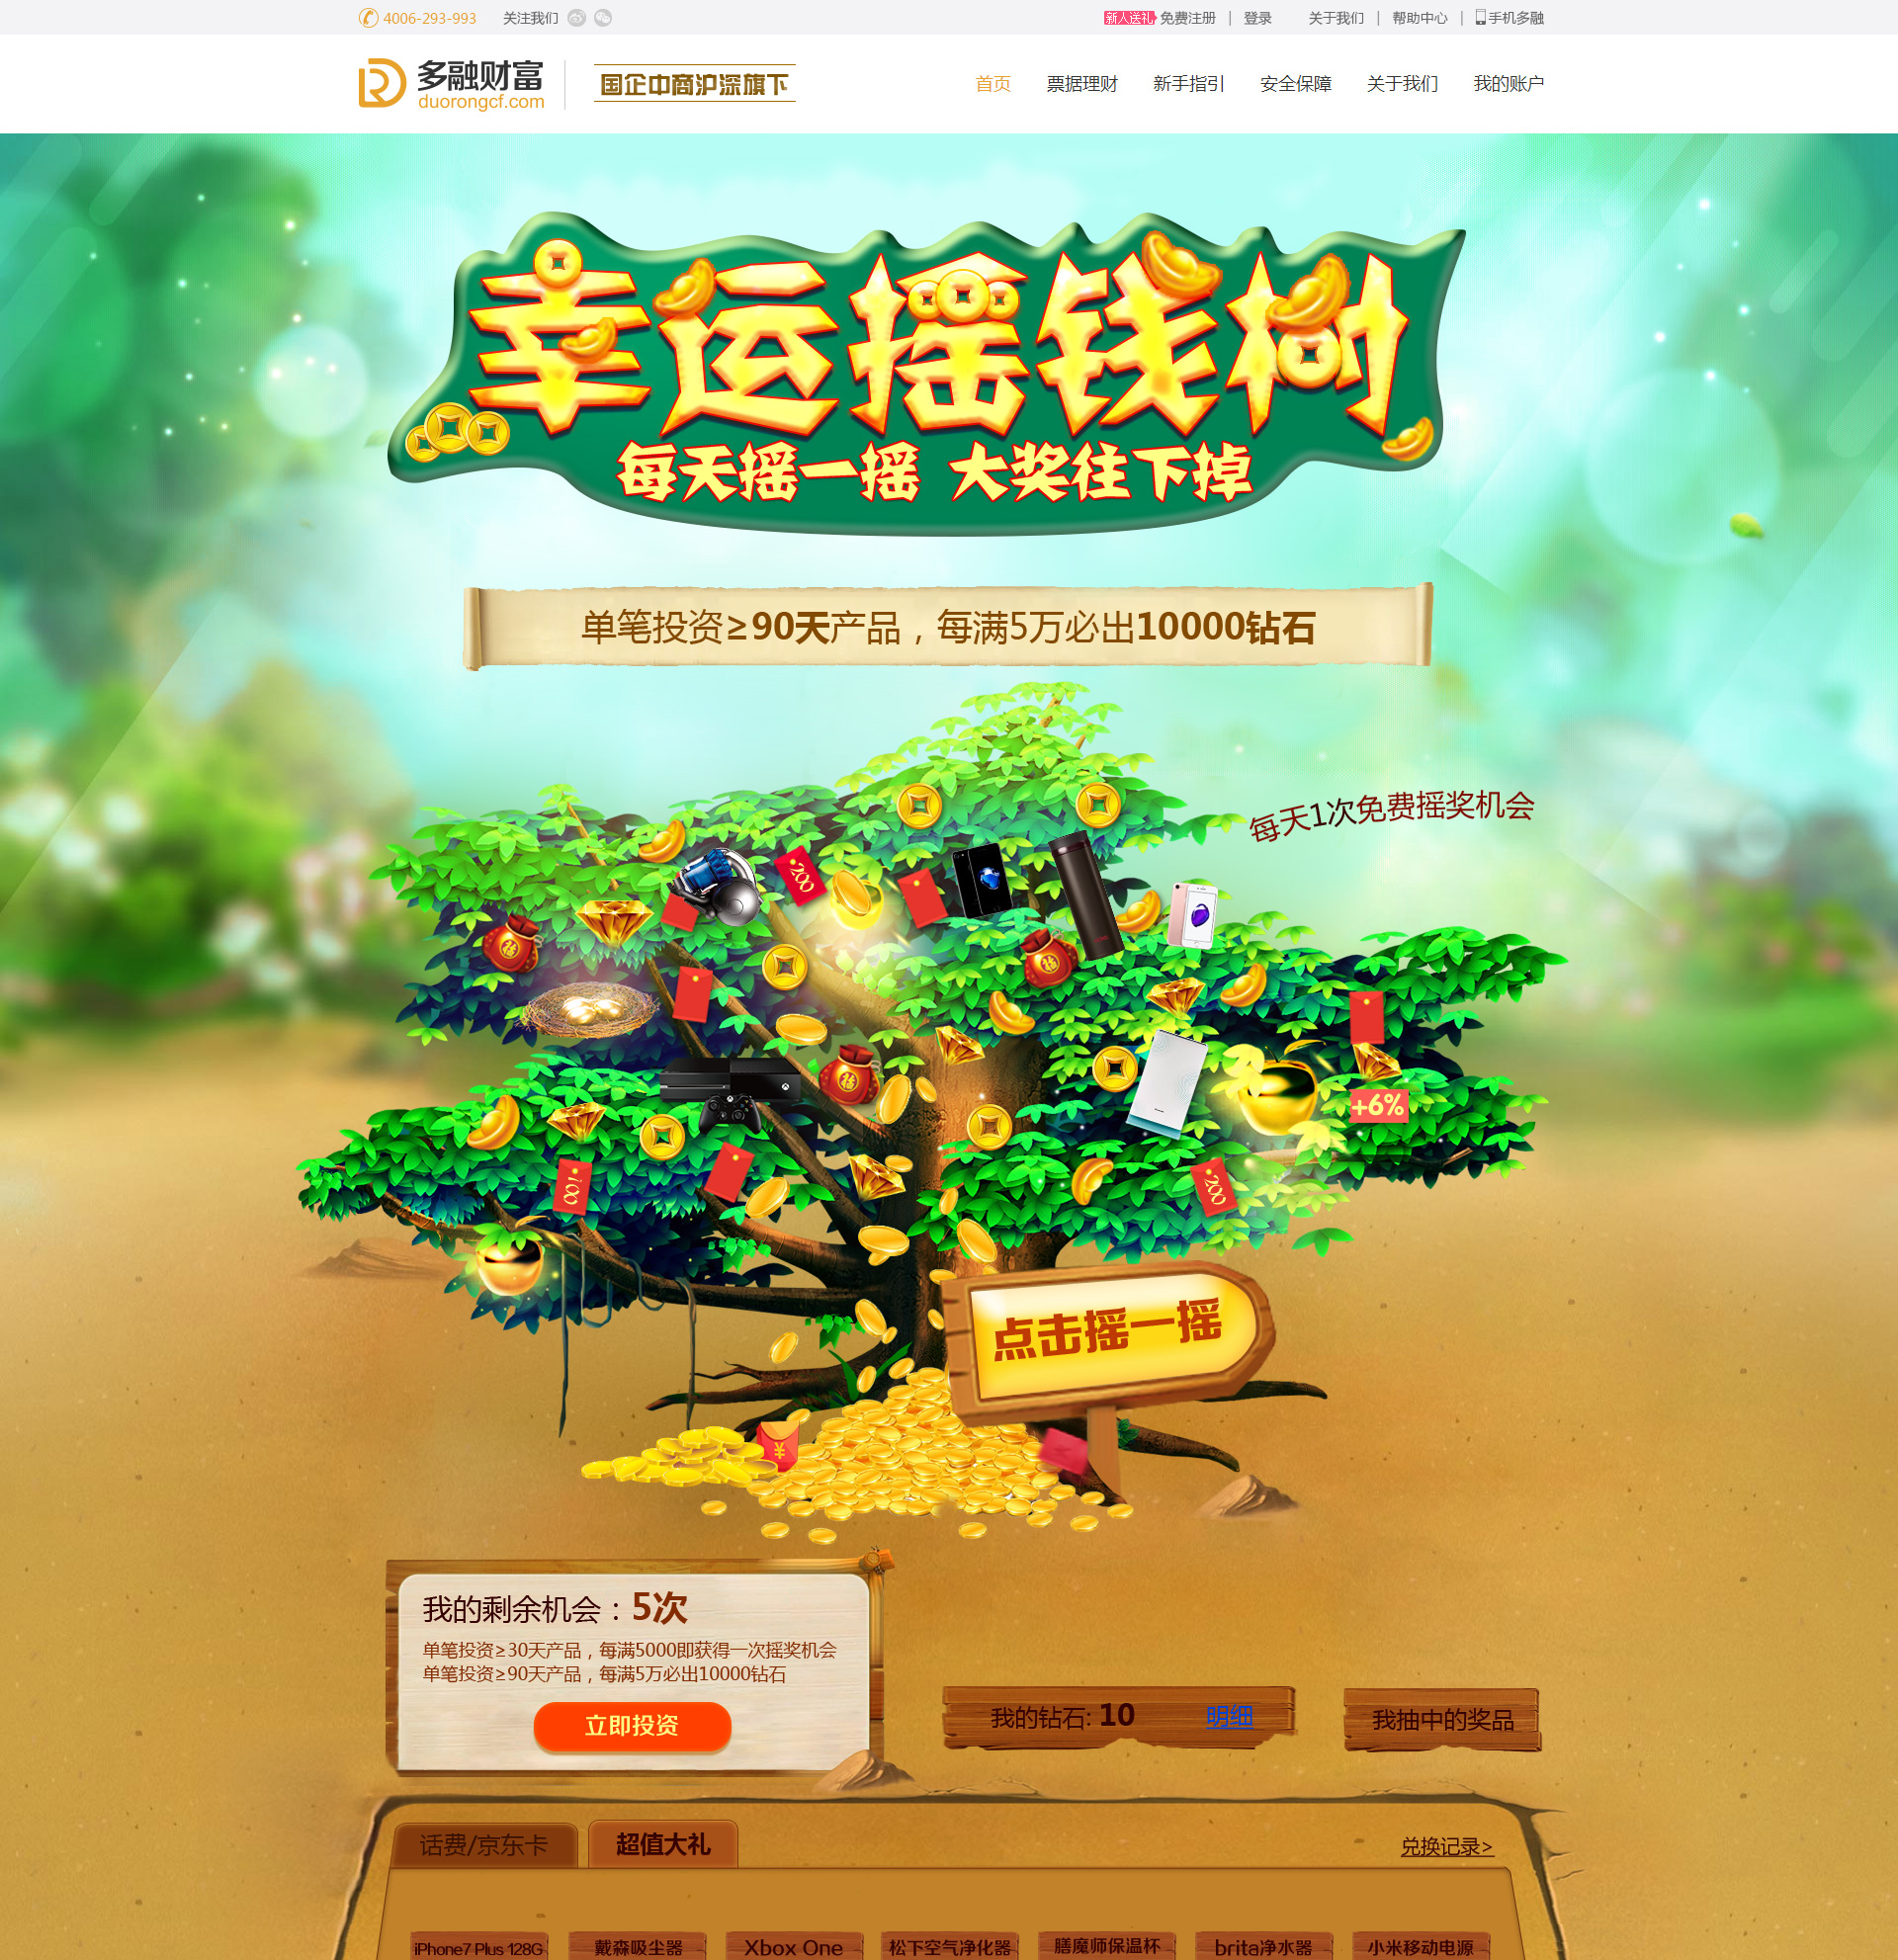 4006-293-993 关注我们
新人送礼 免费注册 | 登录 关于我们 | 帮助中心 | 手机多融
多融财富
duorongcf.com
国企中商沪深旗下
首页 票据理财 新手指引 安全保障 关于我们 我的账户
幸运摇钱树
每天摇一摇 大奖往下掉
单笔投资≥90天产品，每满5万必出10000钻石
每天1次免费摇奖机会
200
福
福
福
+6%
100
200
点击摇一摇
¥
我的剩余机会：5次
单笔投资≥30天产品，每满5000即获得一次摇奖机会
单笔投资≥90天产品，每满5万必出10000钻石
立即投资
我的钻石: 10 明细
我抽中的奖品
话费/京东卡 超值大礼 兑换记录>
iPhone7 Plus 128G 戴森吸尘器 Xbox One 松下空气净化器 膳魔师保温杯 brita净水器 小米移动电源